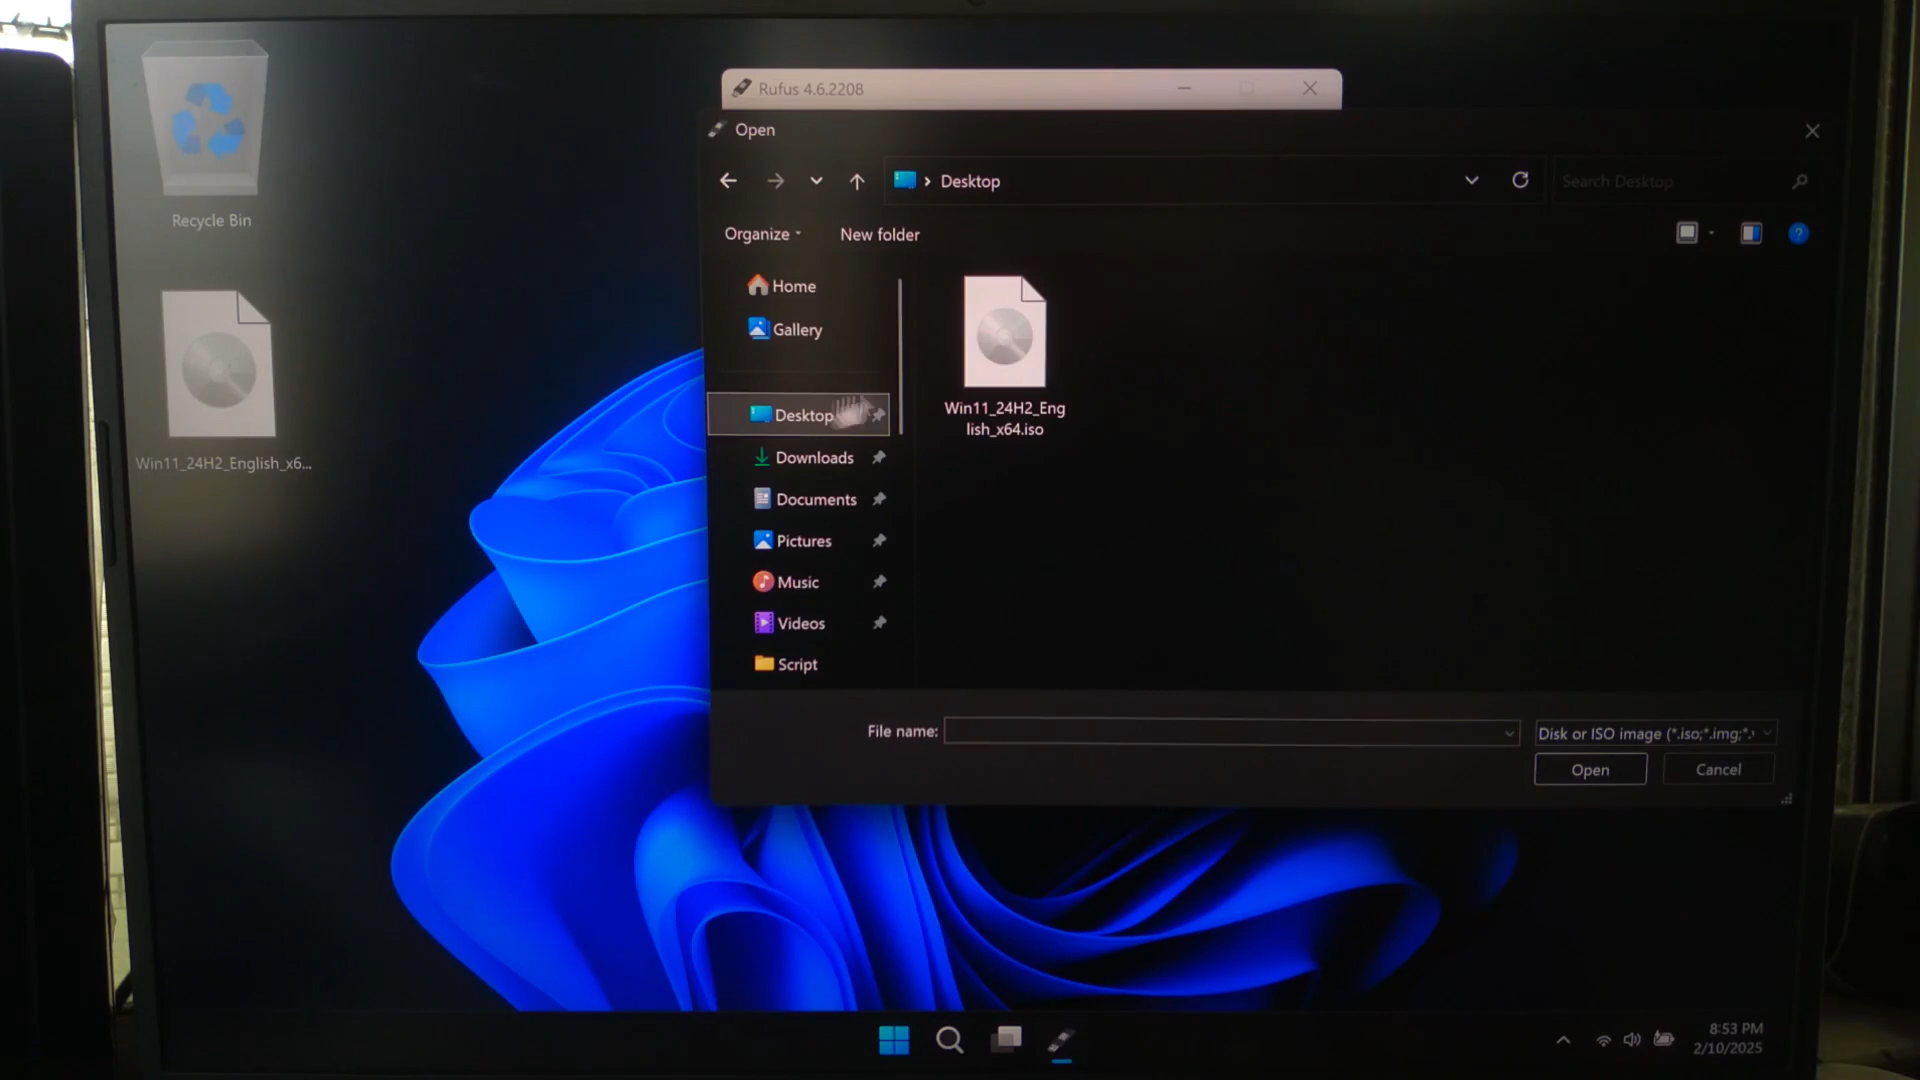 Recycle Bin
Win11_24H2_English_x6...
Rufus 4.6.2208
Open
Desktop
Search Desktop
Organize
New folder
Home
Gallery
Desktop
Downloads
Documents
Pictures
Music
Videos
Script
Win11_24H2_Eng
lish_x64.iso
File name:
Disk or ISO image (*.iso;*.img;*.
Open
Cancel
8:53 PM
2/10/2025